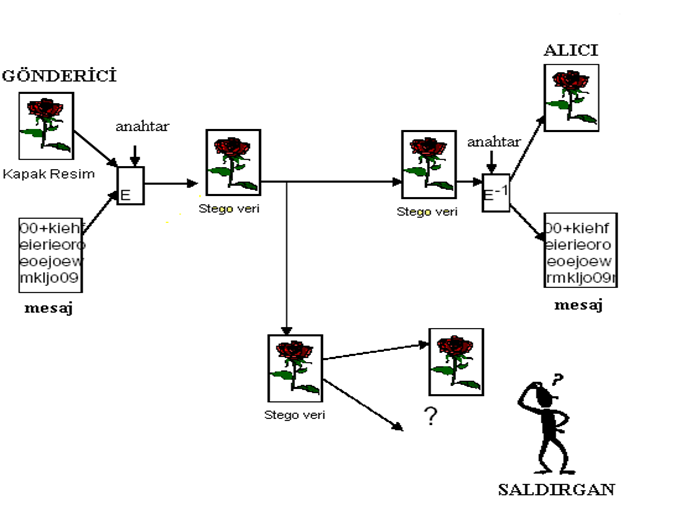 GÖNDERİCİ
Kapak Resim
00+kiehf
eierieoro
eoejoew
mkljo09
mesaj
anahtar
E
Stego veri
Stego veri
anahtar
E-1
ALICI
00+kiehf
eierieoro
eoejoew
rmkljo09r
mesaj
Stego veri
?
?
SALDIRGAN